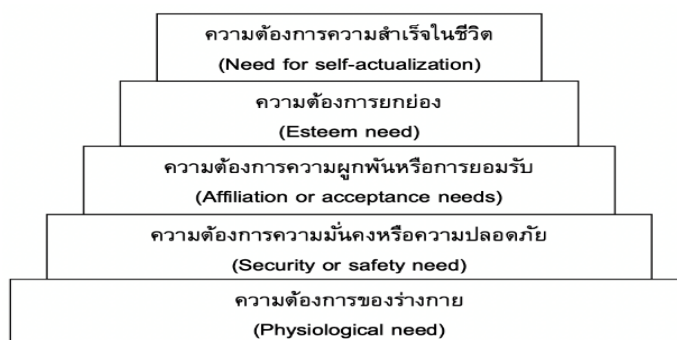 ความต้องการความสำเร็จในชีวิต
(Need for self-actualization)
ความต้องการยกย่อง
(Esteem need)
ความต้องการความผูกพันหรือการยอมรับ
(Affiliation or acceptance needs)
ความต้องการความมั่นคงหรือความปลอดภัย
(Security or safety need)
ความต้องการของร่างกาย
(Physiological need)